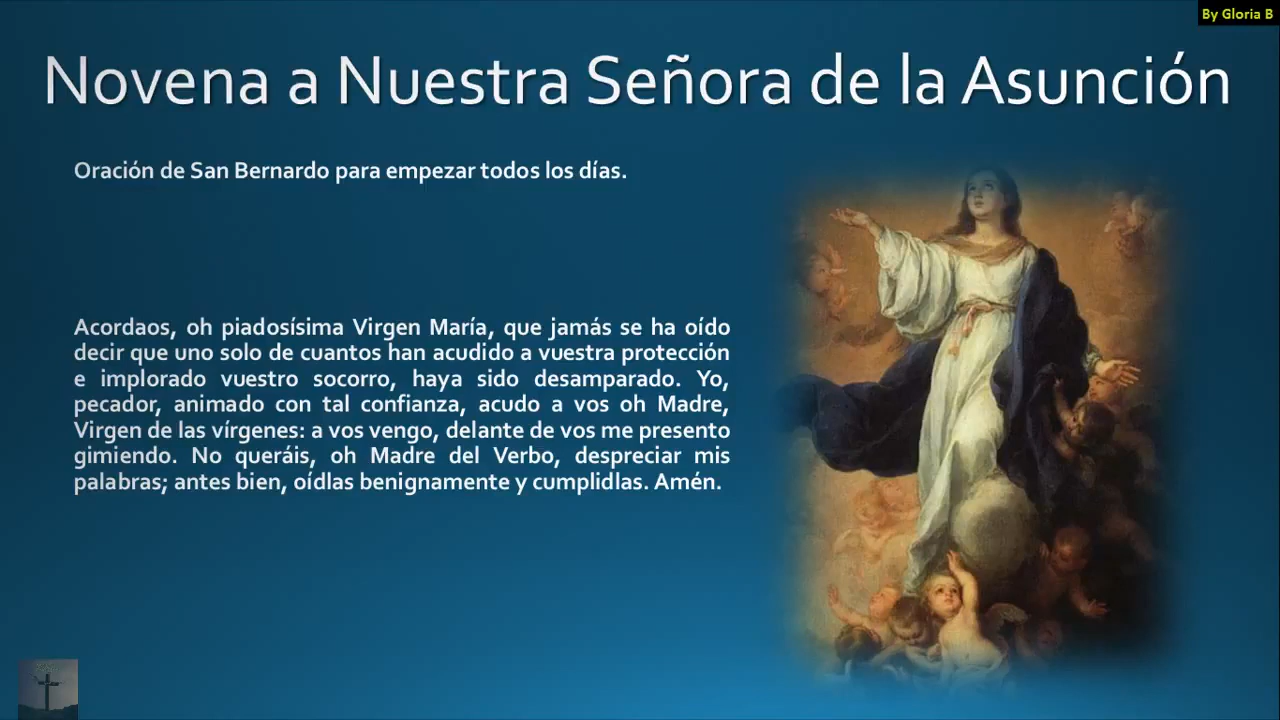 By Gloria B
Novena a Nuestra Señora de la Asunción
Oración de San Bernardo para empezar todos los días.
Acordaos, oh piadosísima Virgen María, que jamás se ha oído
decir que uno solo de cuantos han acudido a vuestra protección
e implorado vuestro socorro, haya sido desamparado. Yo,
pecador, animado con tal confianza, acudo a vos oh Madre,
Virgen de las vírgenes: a vos vengo, delante de vos me presento
gimiendo. No queráis, oh Madre del Verbo, despreciar mis
palabras; antes bien, oídlas benignamente y cumplidlas. Amén.